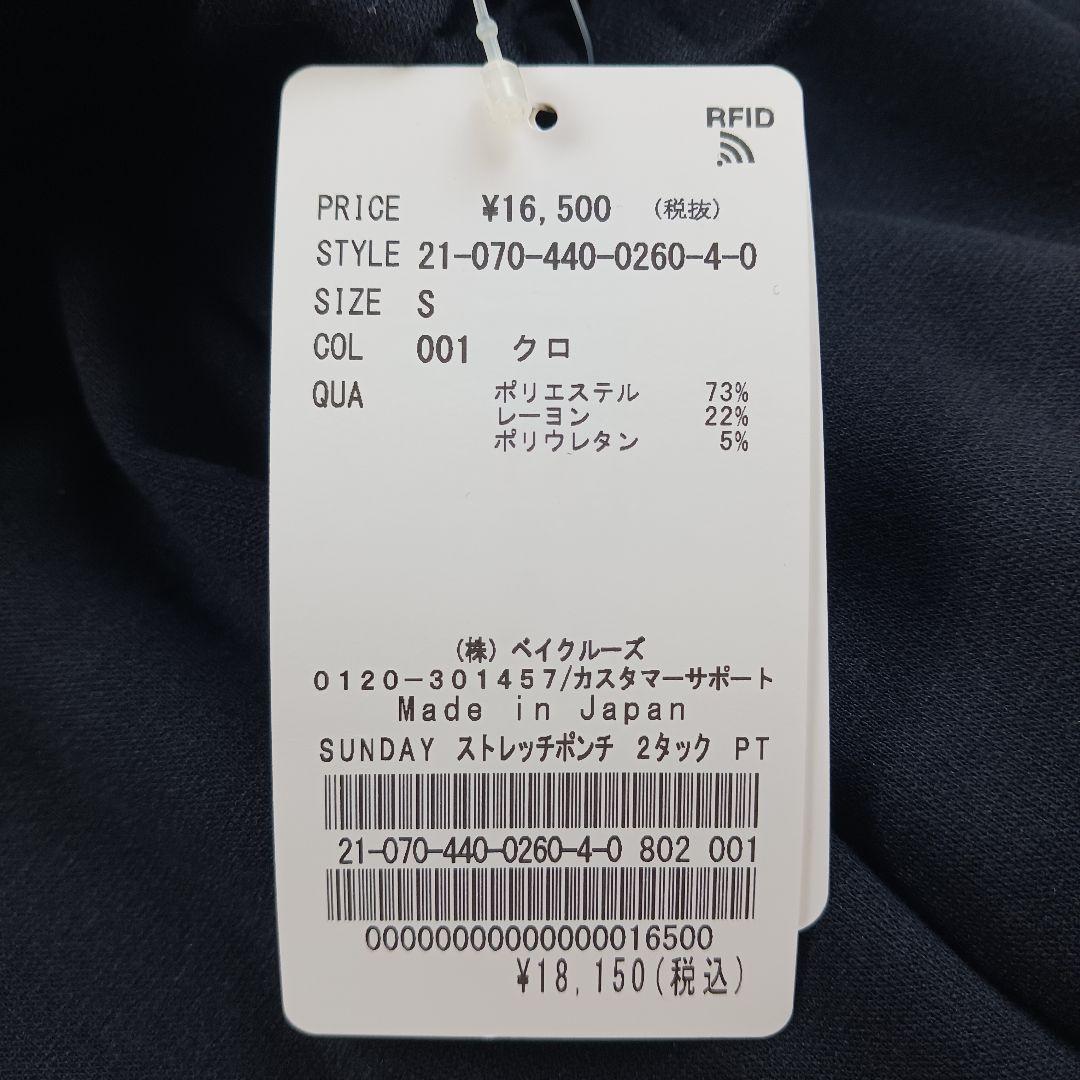 RFID
PRICE ¥16,500 (税抜)
STYLE 21-070-440-0260-4-0
SIZE S
COL 001 クロ
QUA ポリエステル 73%
レーヨン 22%
ポリウレタン 5%
(株)ベイクルーズ
0120-301457/カスタマーサポート
Made in Japan
SUNDAY ストレッチポンチ 2タック PT
21-070-440-0260-4-0 802 001
00000000000000016500
¥18,150(税込)